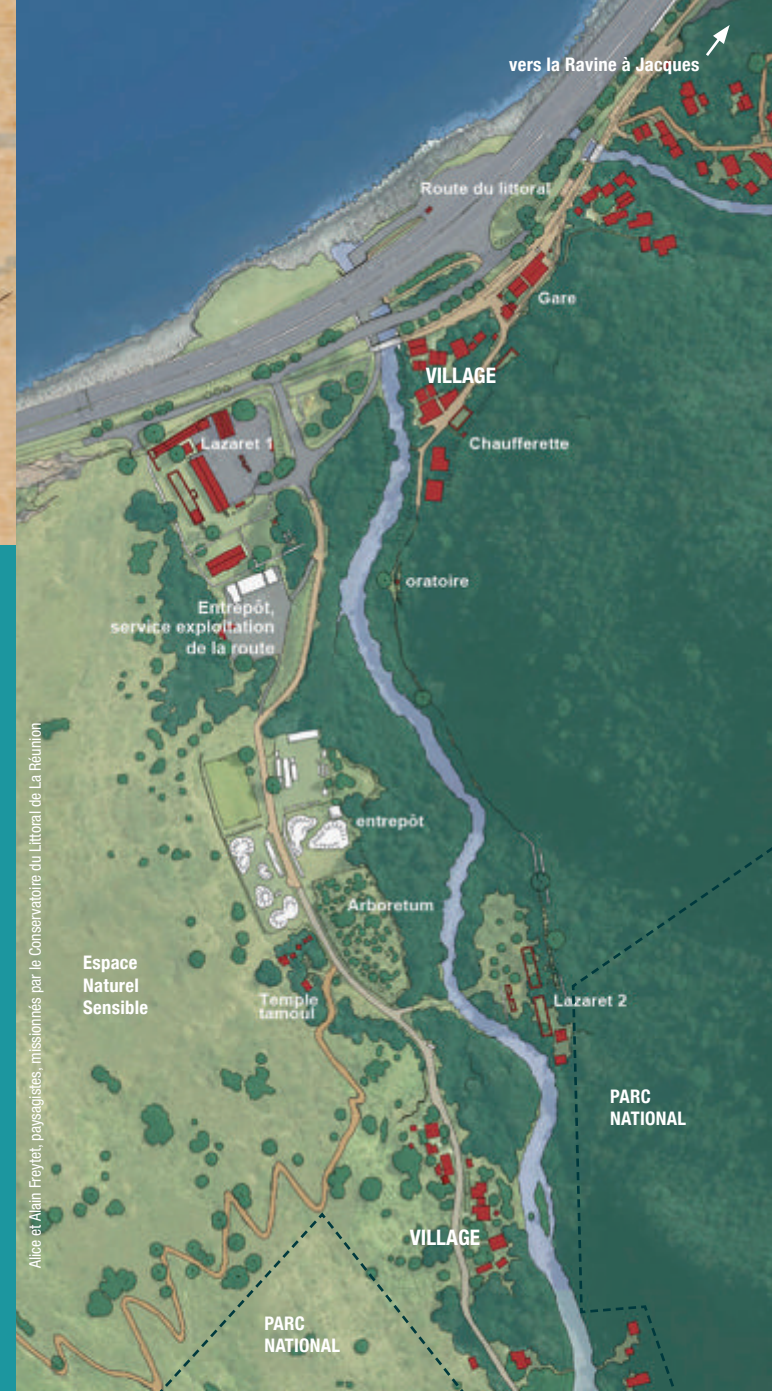 vers la Ravine à Jacques
Route du littoral
Gare
VILLAGE
Lazaret 1
Chaufferette
oratoire
Entrepôt,
service exploitation
de la route
entrepôt
Arboretum
Espace
Naturel
Sensible
Temple
tamoul
Lazaret 2
PARC
NATIONAL
VILLAGE
PARC
NATIONAL
Alice et Alain Freytet, paysagistes, missionnés par le Conservatoire du Littoral de La Réunion